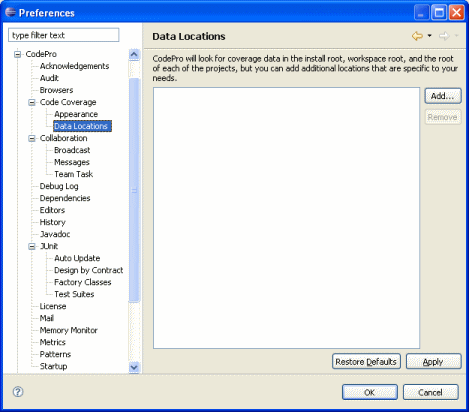 Preferences
type filter text
CodePro
Acknowledgements
Audit
Browsers
Code Coverage
Appearance
Data Locations
Collaboration
Broadcast
Messages
Team Task
Debug Log
Dependencies
Editors
History
Javadoc
JUnit
Auto Update
Design by Contract
Factory Classes
Test Suites
License
Mail
Memory Monitor
Metrics
Patterns
Startup
Data Locations
CodePro will look for coverage data in the install root, workspace root, and the root
of each of the projects, but you can add additional locations that are specific to your
needs.
Add...
Remove
Restore Defaults
Apply
?
OK
Cancel